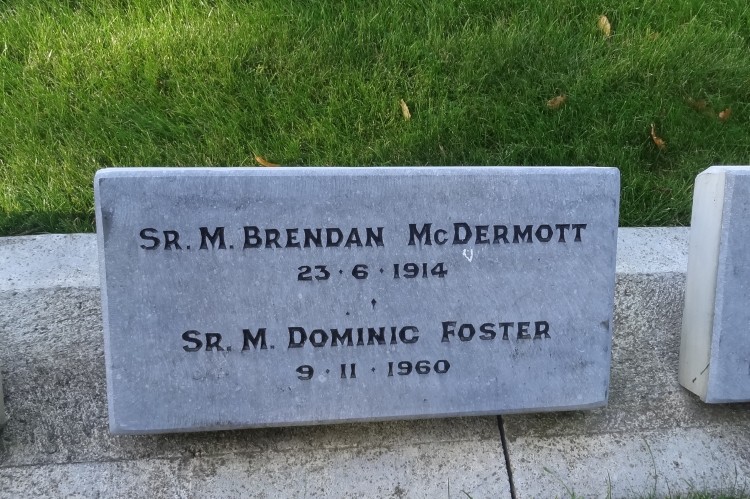 SR. M. BRENDAN McDERMOTT
23 · 6 · 1914
SR. M. DOMINIC FOSTER
9 · 11 · 1960